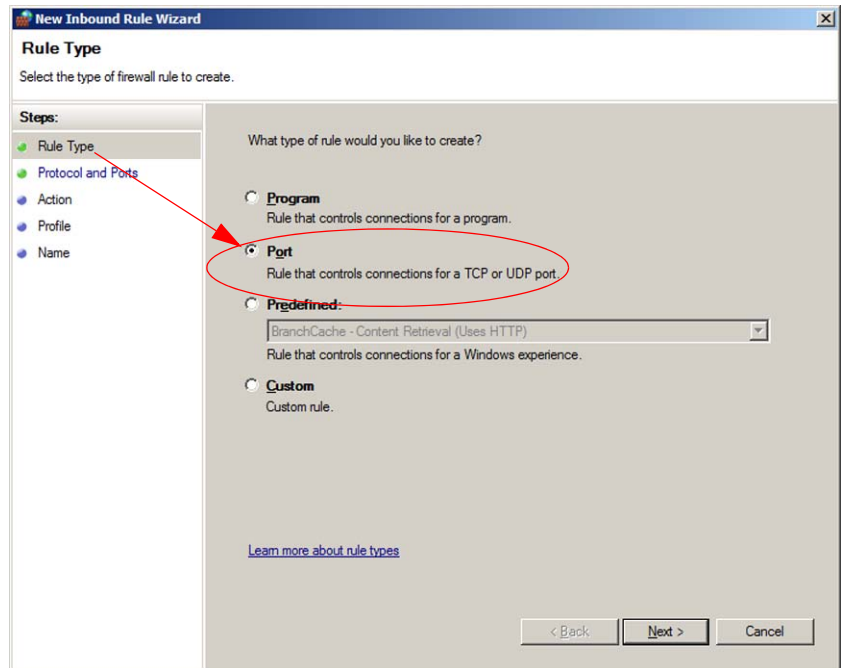 New Inbound Rule Wizard
Rule Type
Select the type of firewall rule to create.
Steps:
Rule Type
Protocol and Ports
Action
Profile
Name
What type of rule would you like to create?
Program
Rule that controls connections for a program.
Port
Rule that controls connections for a TCP or UDP port.
Predefined:
BranchCache - Content Retrieval (Uses HTTP)
Rule that controls connections for a Windows experience.
Custom
Custom rule.
Learn more about rule types
< Back Next > Cancel